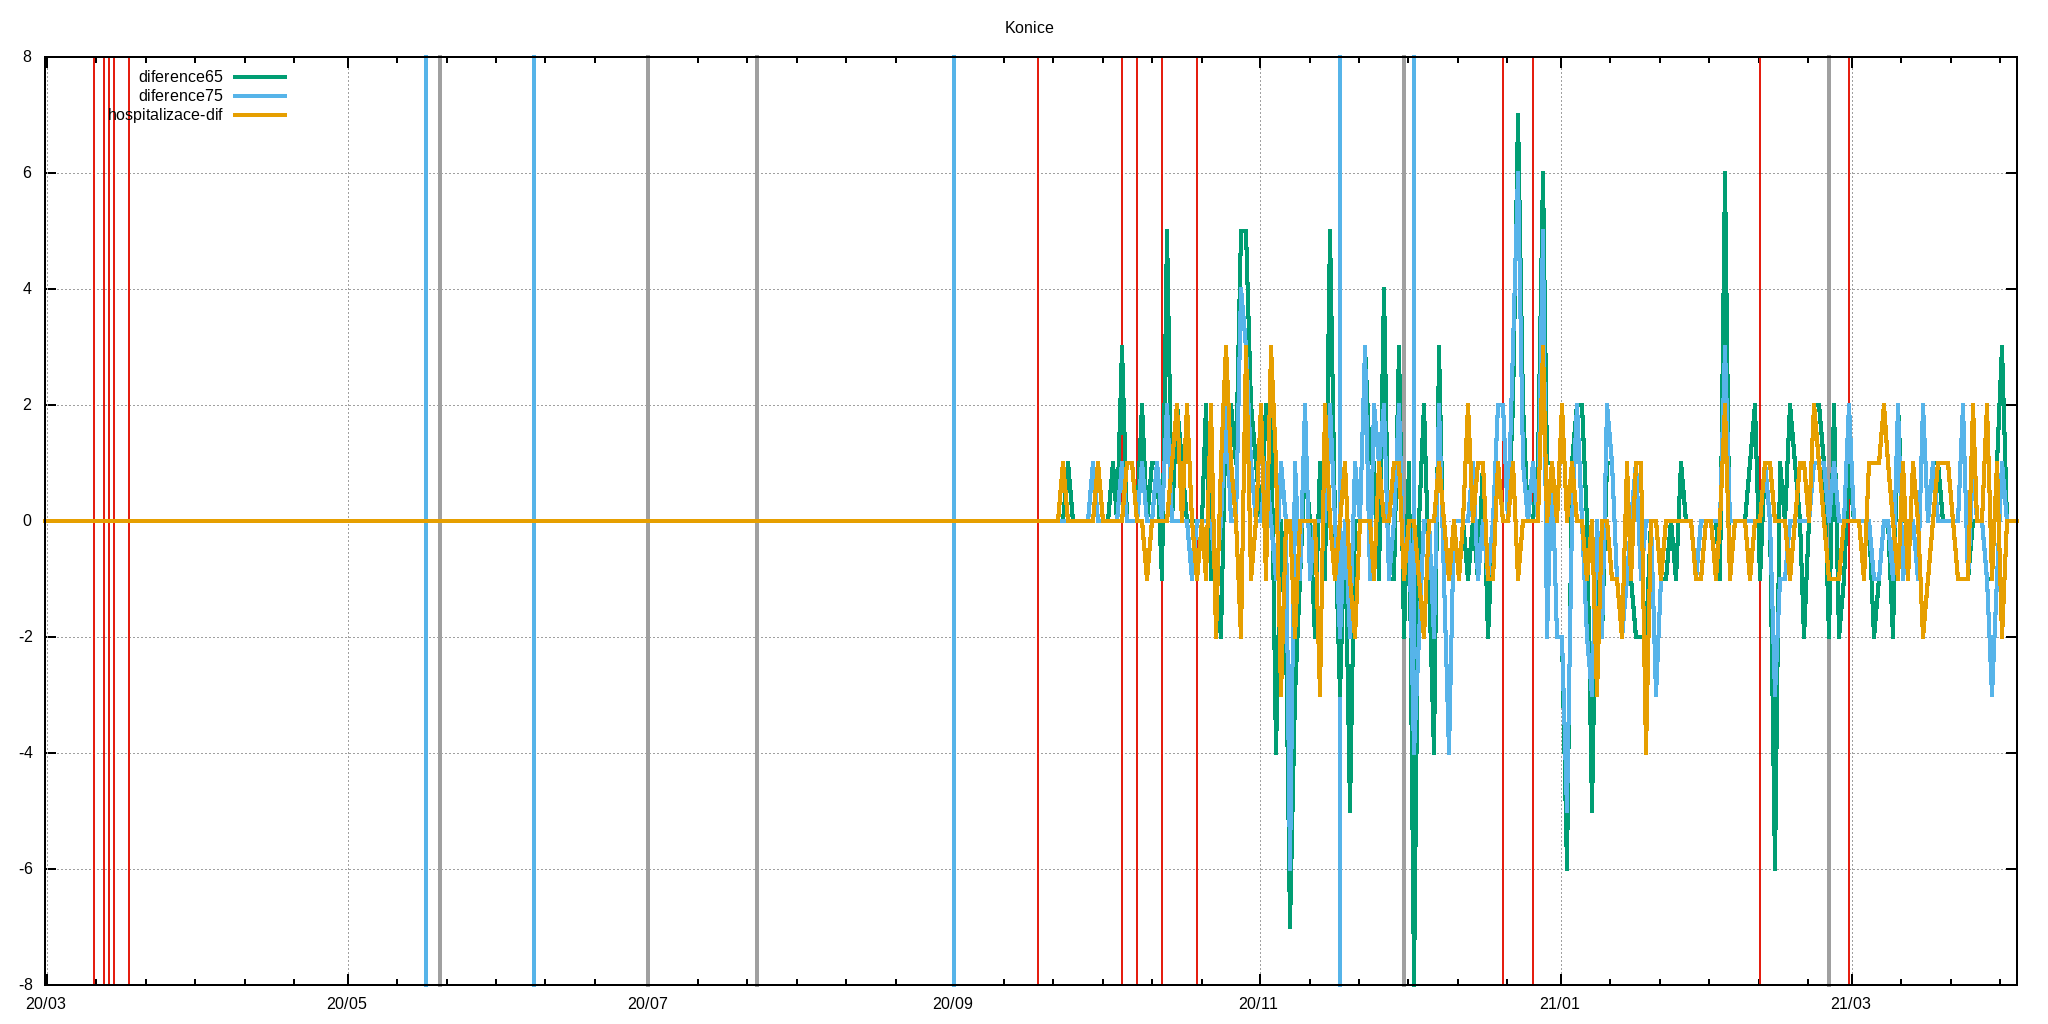 Konice
diference65
diference75
hospitalizace-dif
8
6
4
2
0
-2
-4
-6
-8
20/03 20/05 20/07 20/09 20/11 21/01 21/03